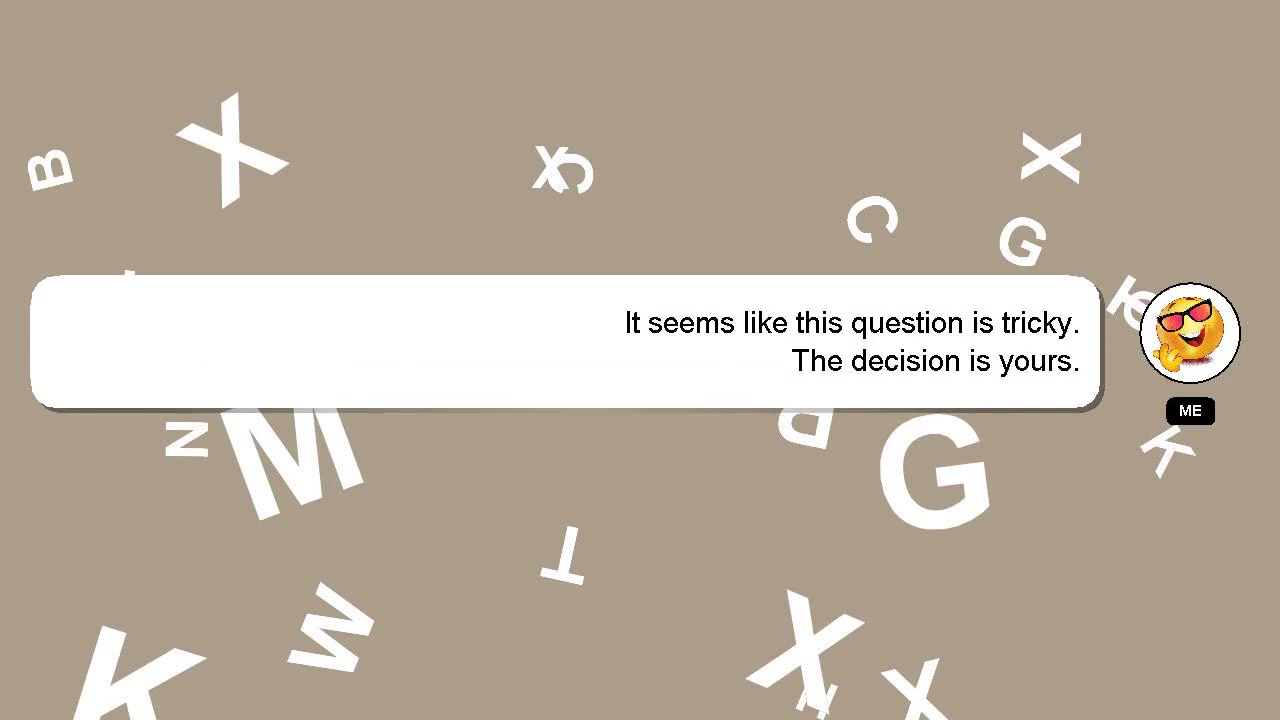 B
X
X
C
X
C
G
K
It seems like this question is tricky.
The decision is yours.
ME
N
M
R
G
K
T
W
X
K
X